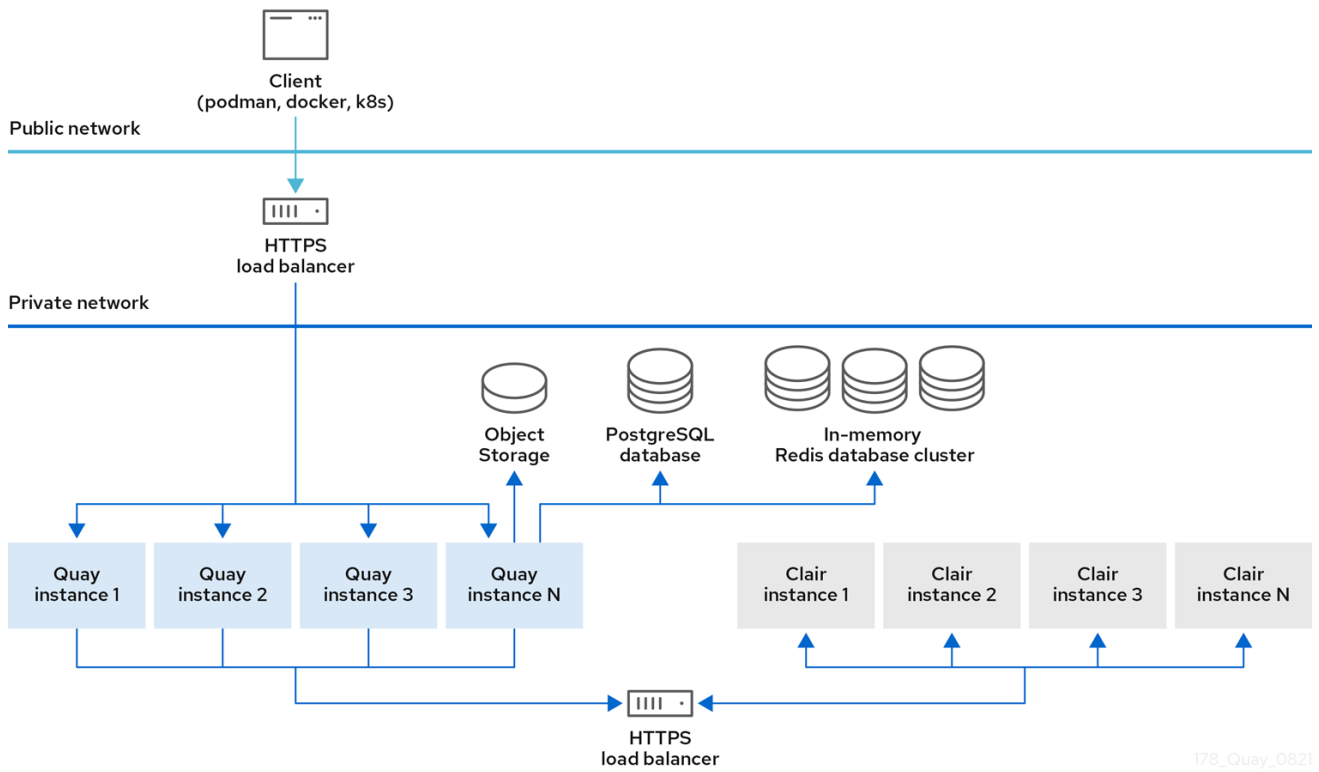 Client
(podman, docker, k8s)
Public network
HTTPS
load balancer
Private network
Object
Storage
PostgreSQL
database
In-memory
Redis database cluster
Quay
instance 1
Quay
instance 2
Quay
instance 3
Quay
instance N
Clair
instance 1
Clair
instance 2
Clair
instance 3
Clair
instance N
HTTPS
load balancer
178_Quay_0821